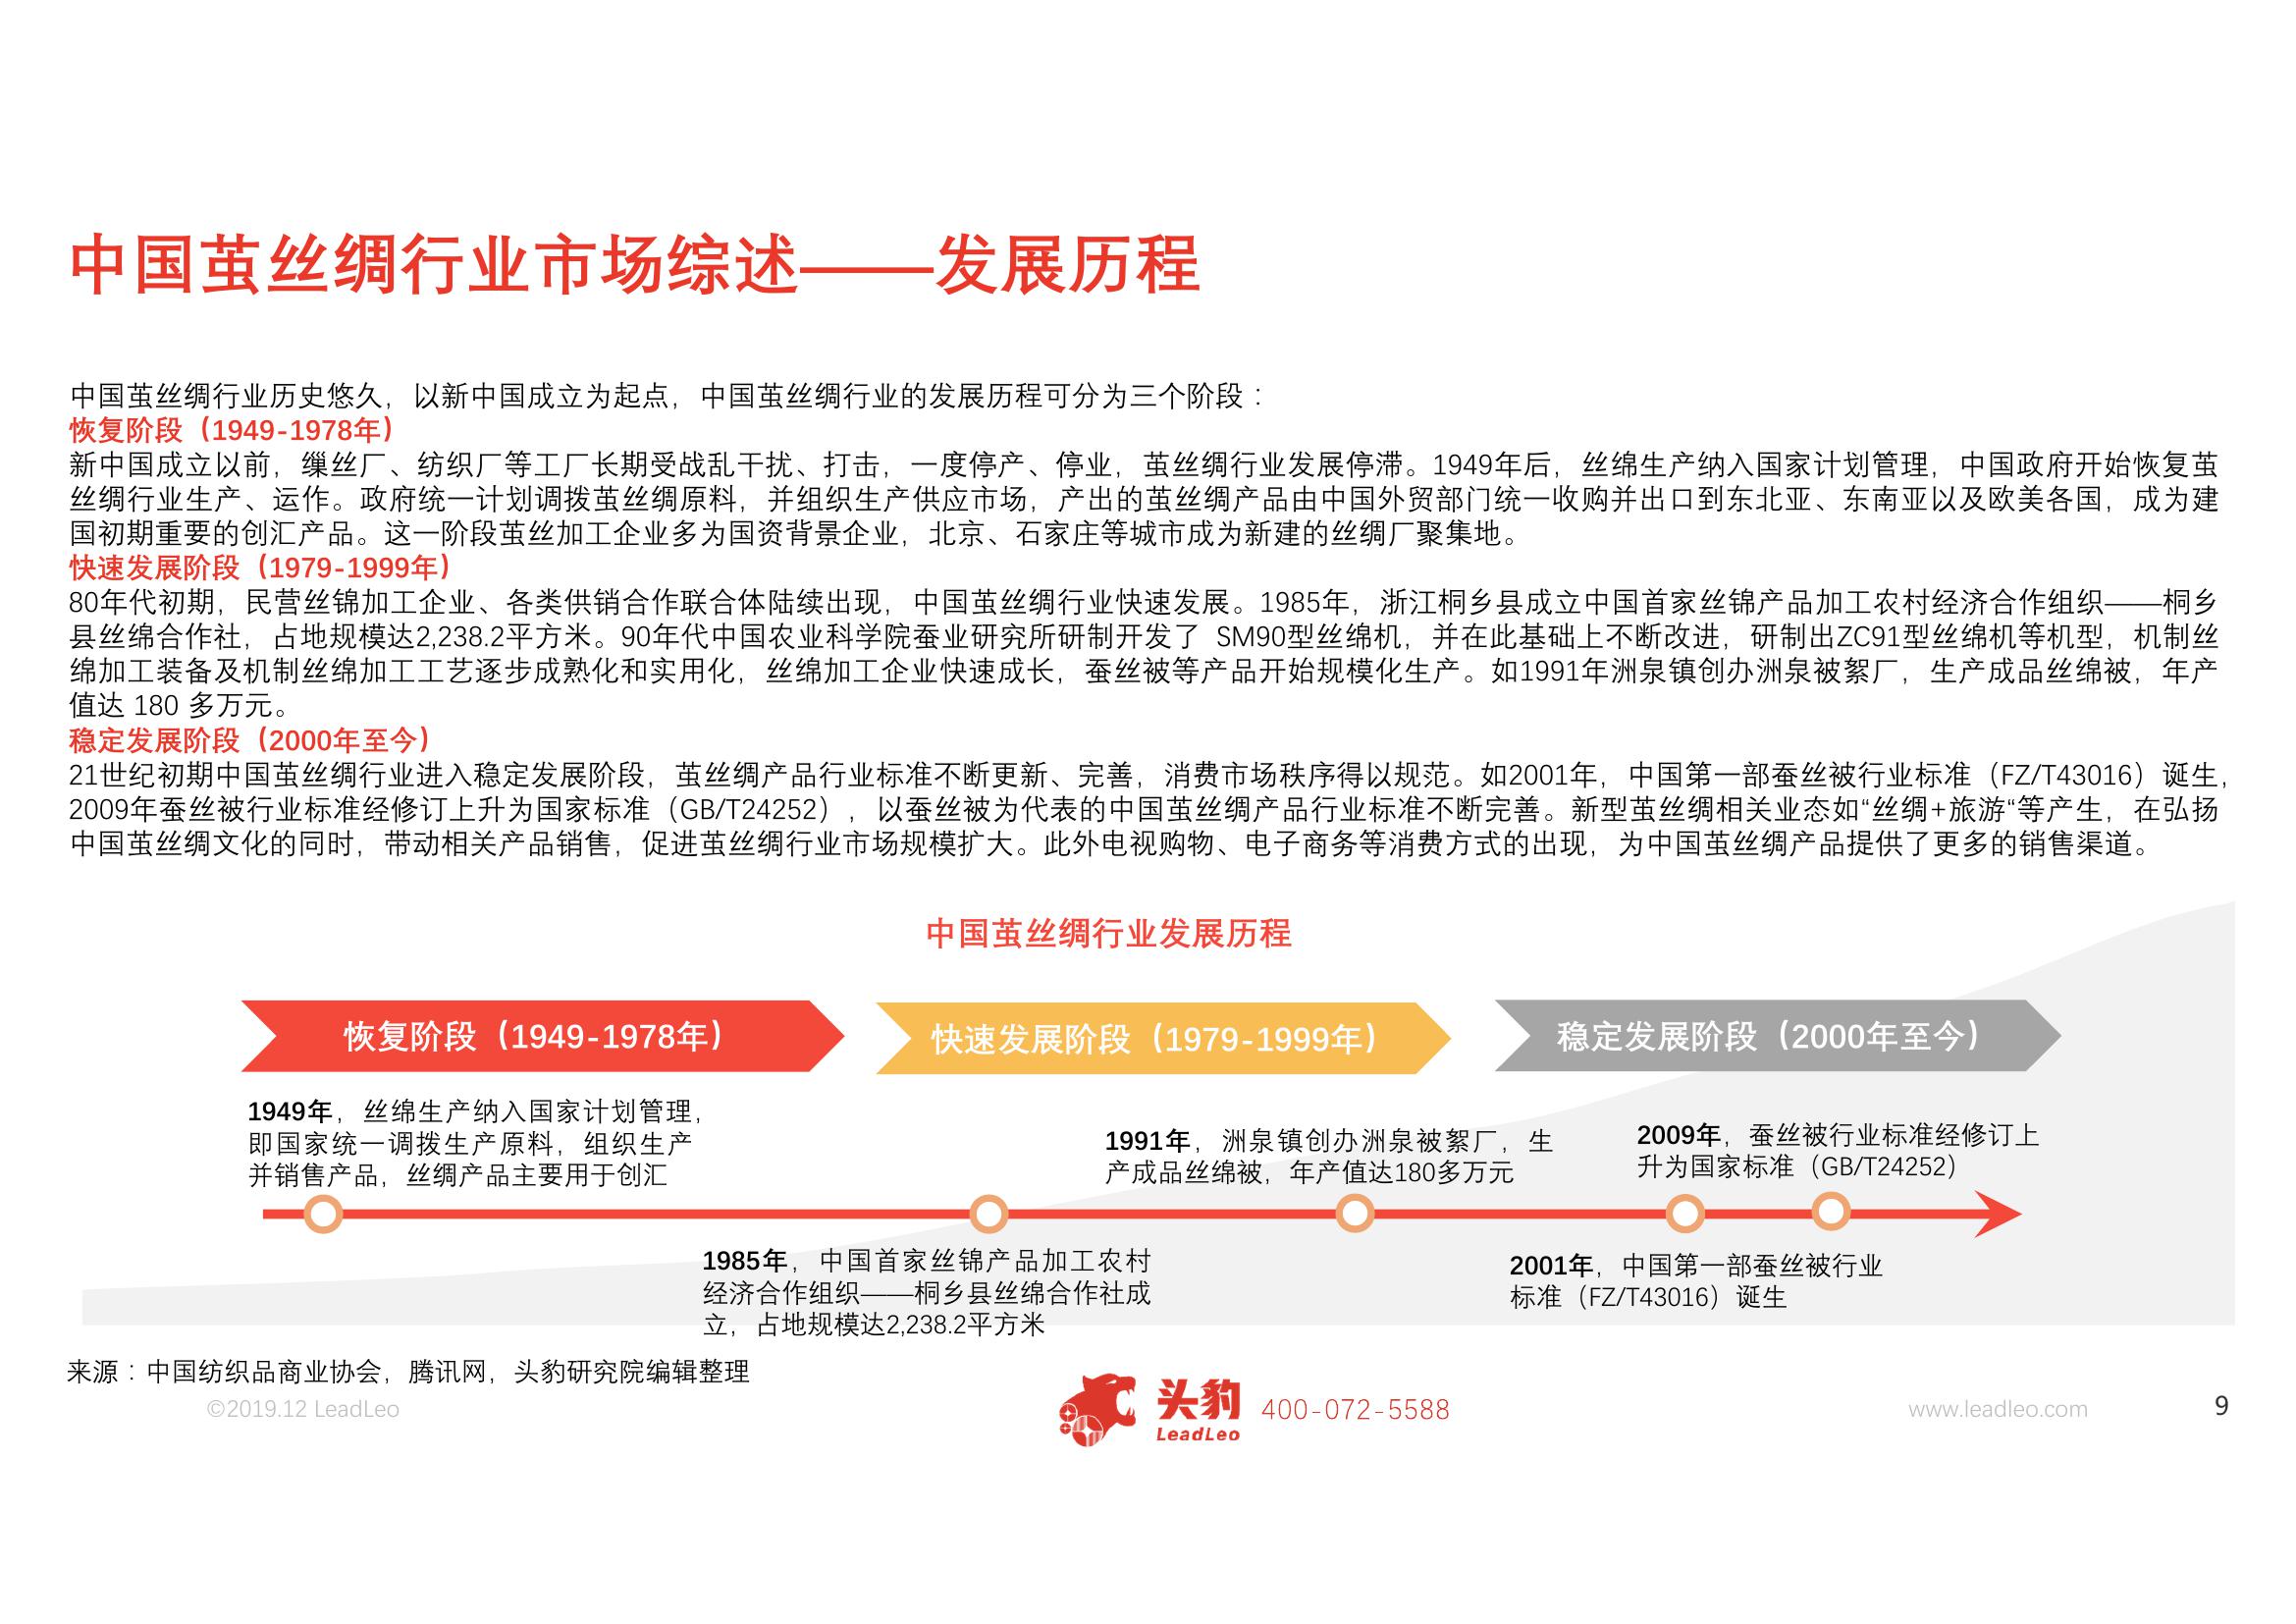 中国茧丝绸行业市场综述——发展历程
中国茧丝绸行业历史悠久，以新中国成立为起点，中国茧丝绸行业的发展历程可分为三个阶段：
恢复阶段（1949-1978年）
新中国成立以前，缫丝厂、纺织厂等工厂长期受战乱干扰、打击，一度停产、停业，茧丝绸行业发展停滞。1949年后，丝绵生产纳入国家计划管理，中国政府开始恢复茧
丝绸行业生产、运作。政府统一计划调拨茧丝绸原料，并组织生产供应市场，产出的茧丝绸产品由中国外贸部门统一收购并出口到东北亚、东南亚以及欧美各国，成为建
国初期重要的创汇产品。这一阶段茧丝加工企业多为国资背景企业，北京、石家庄等城市成为新建的丝绸厂聚集地。
快速发展阶段（1979-1999年）
80年代初期，民营丝锦加工企业、各类供销合作联合体陆续出现，中国茧丝绸行业快速发展。1985年，浙江桐乡县成立中国首家丝锦产品加工农村经济合作组织——桐乡
县丝绵合作社，占地规模达2,238.2平方米。90年代中国农业科学院蚕业研究所研制开发了 SM90型丝绵机，并在此基础上不断改进，研制出ZC91型丝绵机等机型，机制丝
绵加工装备及机制丝绵加工工艺逐步成熟化和实用化，丝绵加工企业快速成长，蚕丝被等产品开始规模化生产。如1991年洲泉镇创办洲泉被絮厂，生产成品丝绵被，年产
值达 180 多万元。
稳定发展阶段（2000年至今）
21世纪初期中国茧丝绸行业进入稳定发展阶段，茧丝绸产品行业标准不断更新、完善，消费市场秩序得以规范。如2001年，中国第一部蚕丝被行业标准（FZ/T43016）诞生，
2009年蚕丝被行业标准经修订上升为国家标准（GB/T24252），以蚕丝被为代表的中国茧丝绸产品行业标准不断完善。新型茧丝绸相关业态如“丝绸+旅游“等产生，在弘扬
中国茧丝绸文化的同时，带动相关产品销售，促进茧丝绸行业市场规模扩大。此外电视购物、电子商务等消费方式的出现，为中国茧丝绸产品提供了更多的销售渠道。
中国茧丝绸行业发展历程
恢复阶段（1949-1978年）
快速发展阶段（1979-1999年）
稳定发展阶段（2000年至今）
1949年，丝绵生产纳入国家计划管理，
即国家统一调拨生产原料，组织生产
并销售产品，丝绸产品主要用于创汇
1991年，洲泉镇创办洲泉被絮厂，生
产成品丝绵被，年产值达180多万元
2009年，蚕丝被行业标准经修订上
升为国家标准（GB/T24252）
1985年，中国首家丝锦产品加工农村
经济合作组织——桐乡县丝绵合作社成
立，占地规模达2,238.2平方米
2001年，中国第一部蚕丝被行业
标准（FZ/T43016）诞生
来源：中国纺织品商业协会，腾讯网，头豹研究院编辑整理
©2019.12 LeadLeo
头豹
LeadLeo
400-072-5588
www.leadleo.com
9